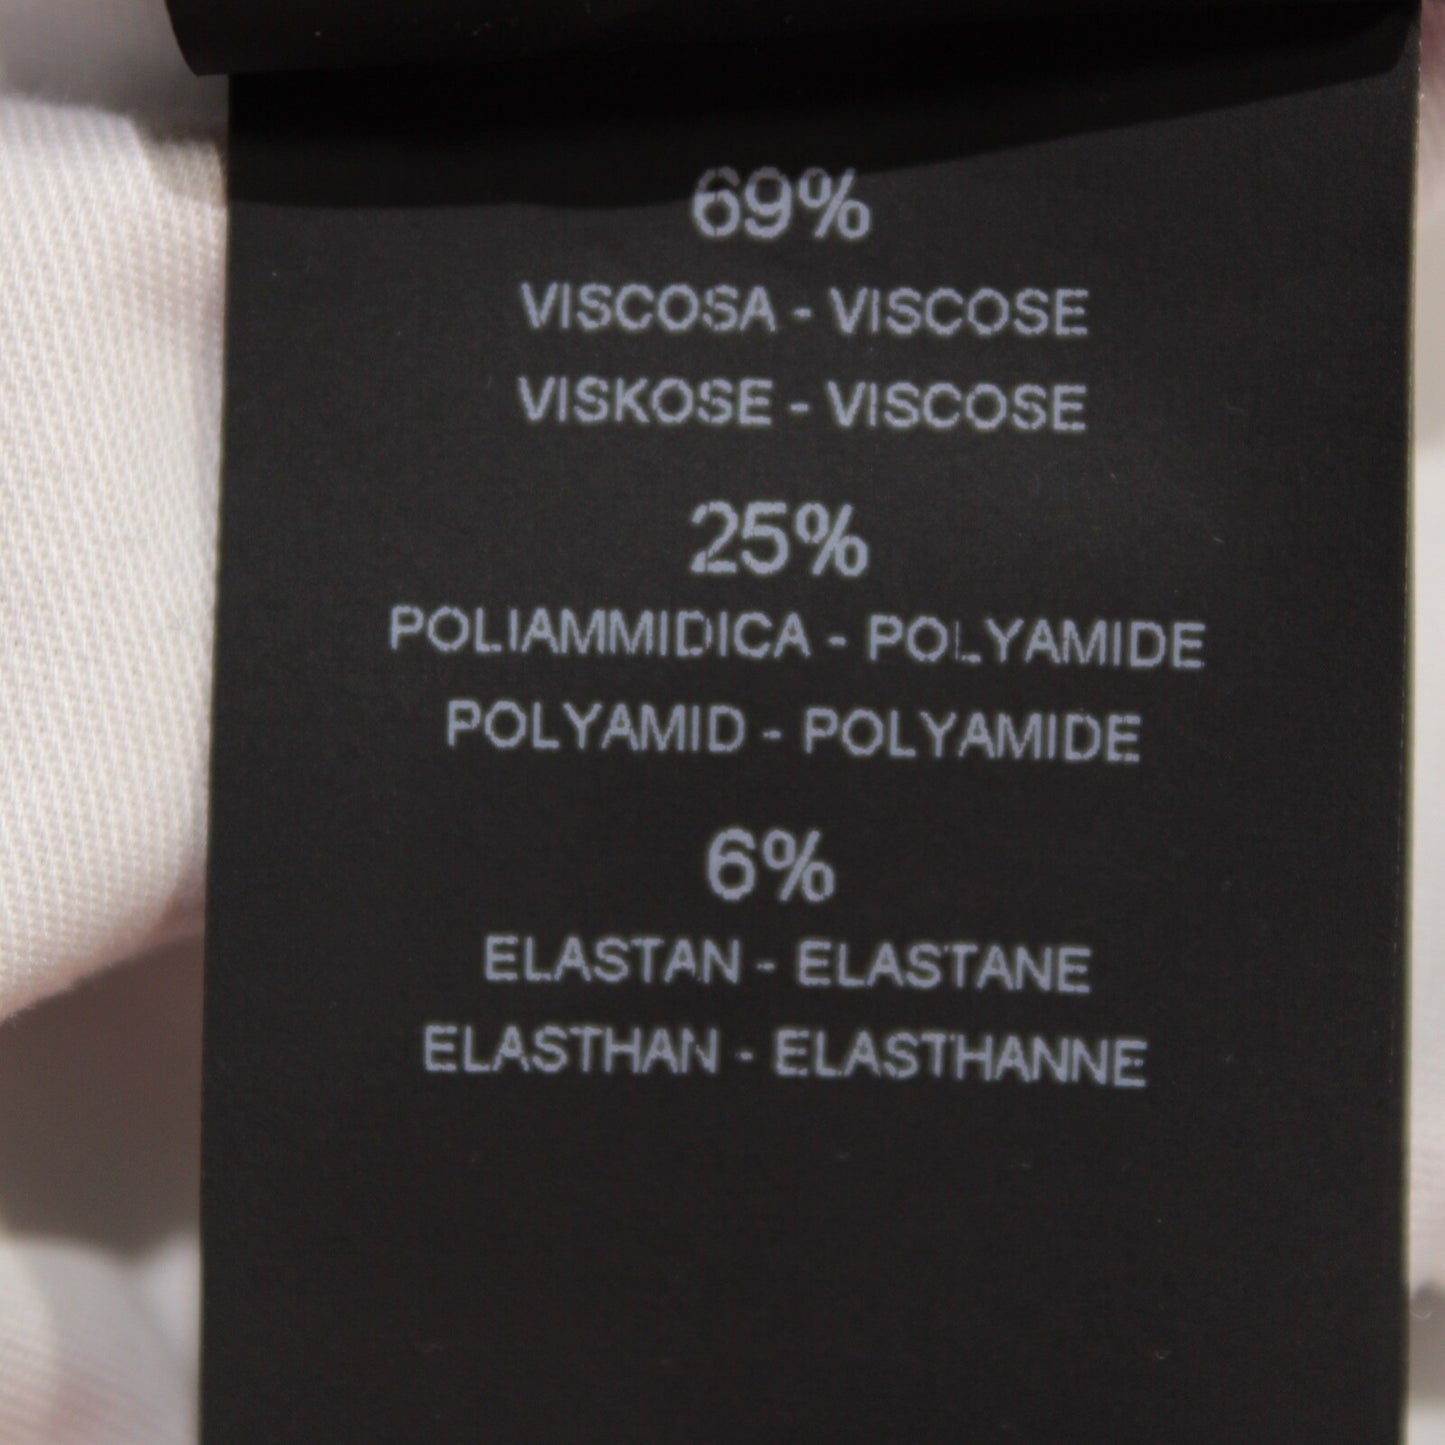 69%
VISCOSA - VISCOSE
VISKOSE - VISCOSE
25%
POLIAMMIDICA - POLYAMIDE
POLYAMID - POLYAMIDE
6%
ELASTAN - ELASTANE
ELASTHAN - ELASTHANNE